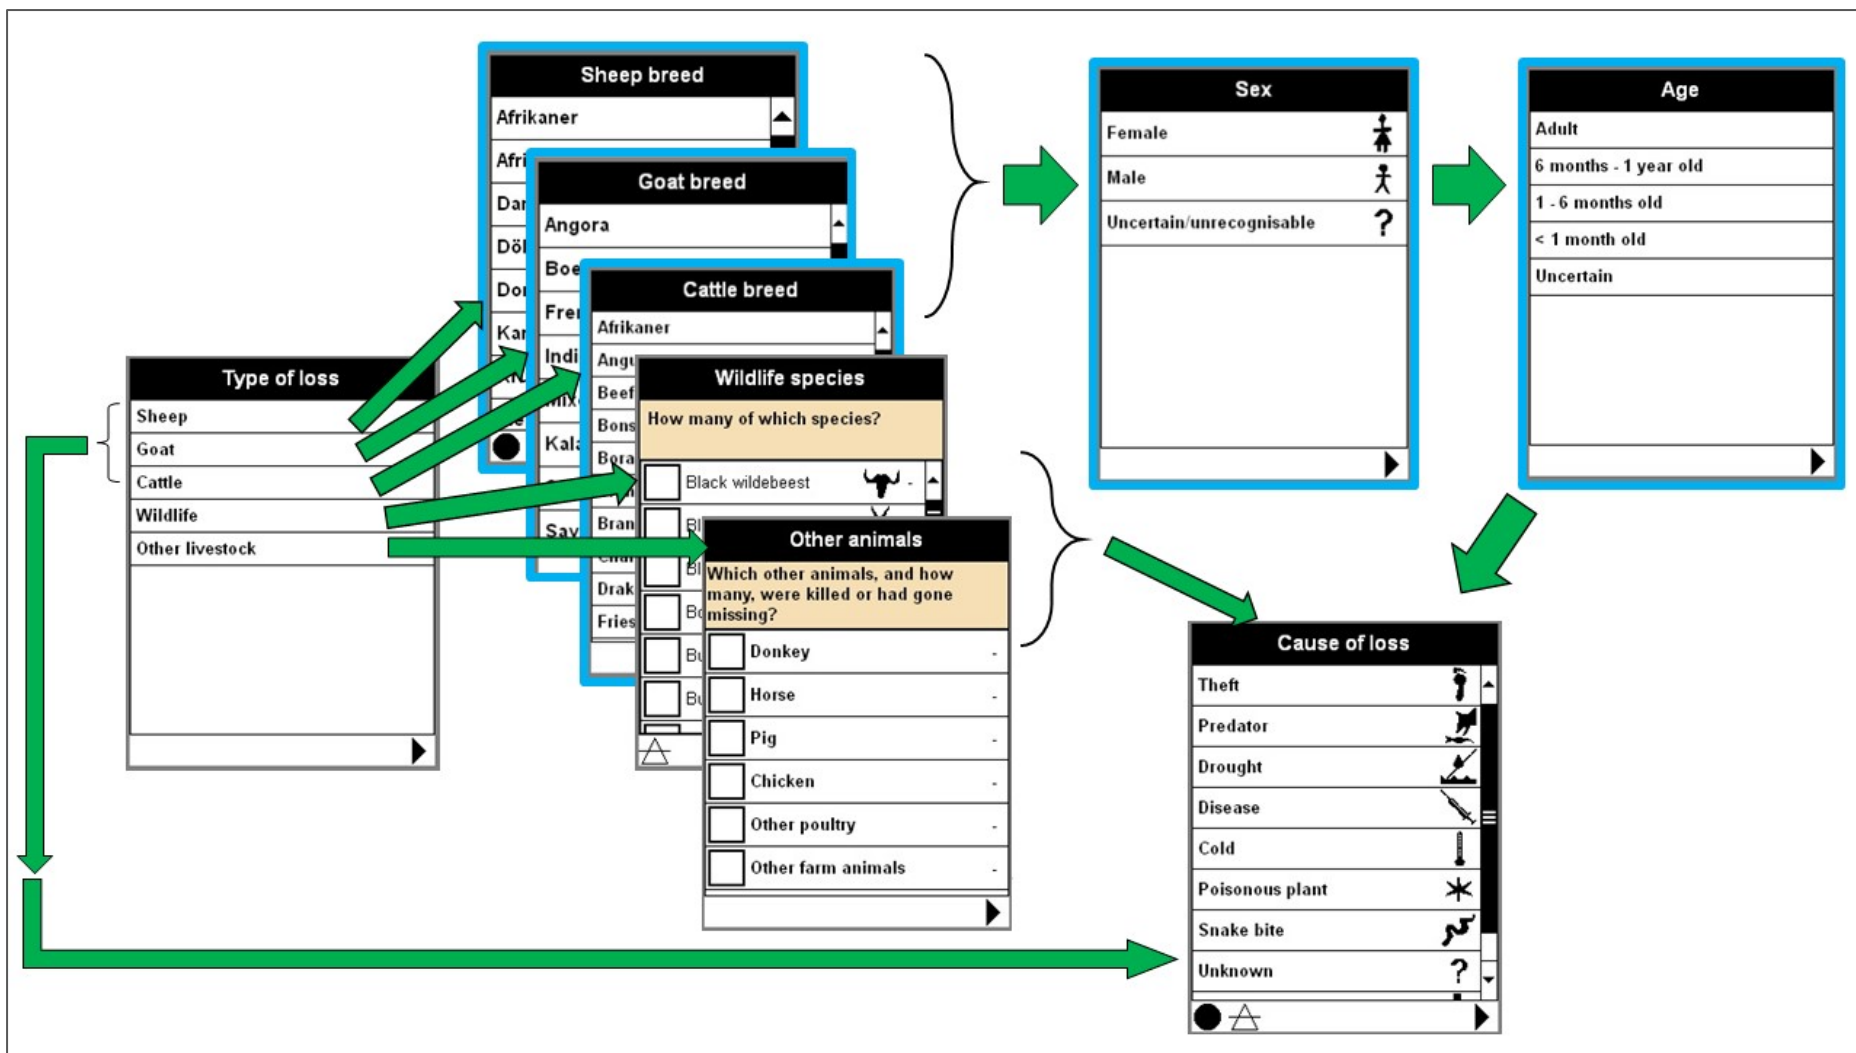 Type of loss
Sheep
Goat
Cattle
Wildlife
Other livestock
Sheep breed
Afrikaner
Goat breed
Angora
Cattle breed
Afrikaner
Wildlife species
How many of which species?
Black wildebeest -
Other animals
Which other animals, and how
many, were killed or had gone
missing?
Donkey -
Horse -
Pig -
Chicken -
Other poultry -
Other farm animals -
Sex
Female
Male
Uncertain/unrecognisable ?
Age
Adult
6 months - 1 year old
1 - 6 months old
< 1 month old
Uncertain
Cause of loss
Theft
Predator
Drought
Disease
Cold
Poisonous plant
Snake bite
Unknown ?